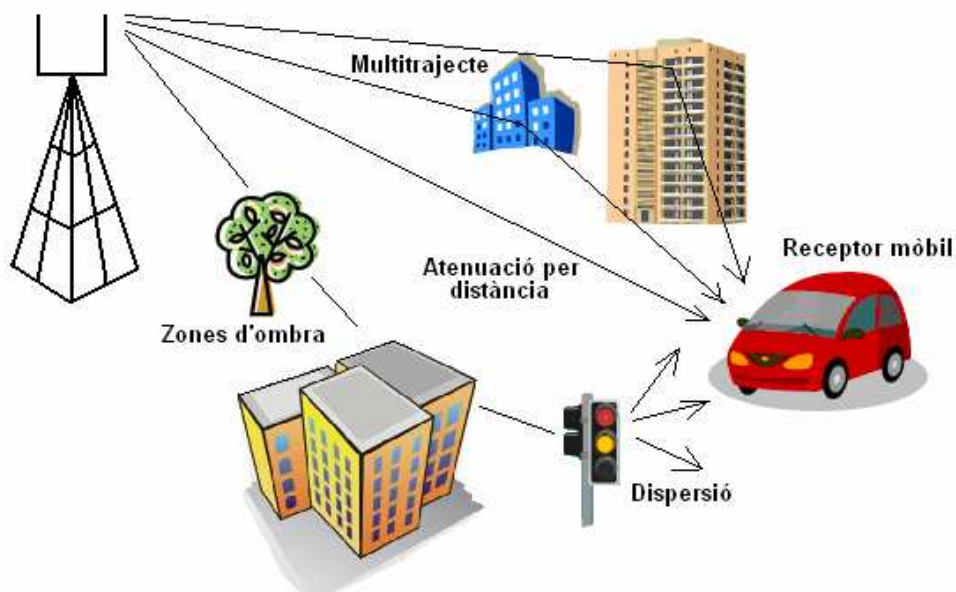 Multitrajecte
Receptor mòbil
Atenuació per
distància
Zones d'ombra
Dispersió